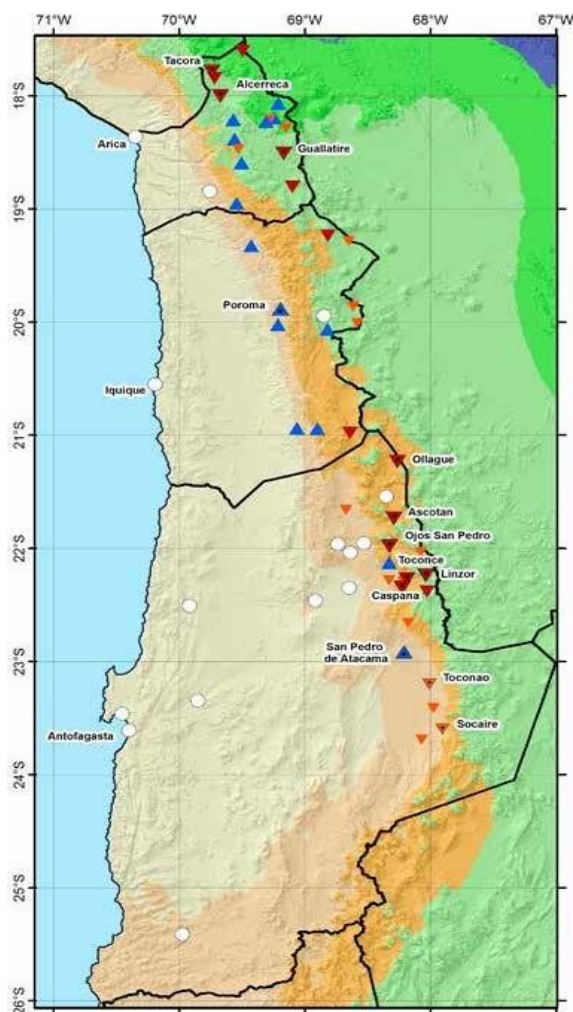 71°W
70°W
69°W
68°W
67°W
Tacora
18°S
Alcerreca
Arica
Guallatire
19°S
Poroma
20°S
Iquique
21°S
Ollague
Ascotan
Ojos San Pedro
22°S
Toconce
Linzor
Caspana
San Pedro
de Atacama
23°S
Toconao
Socaire
Antofagasta
24°S
25°S
26°S